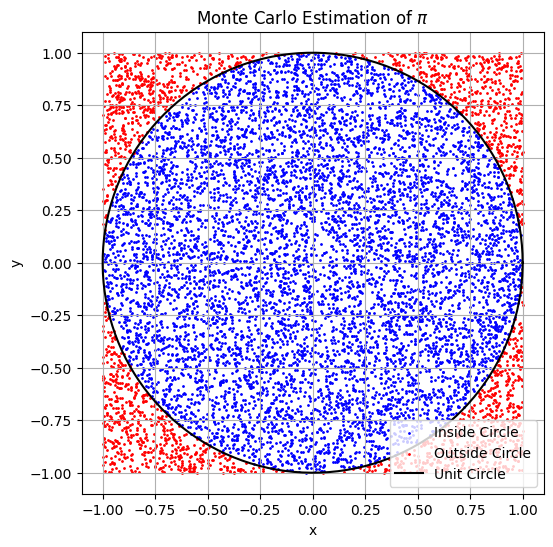 Monte Carlo Estimation of π
1.00
0.75
0.50
0.25
0.00
−0.25
−0.50
−0.75
−1.00
y
Inside Circle
Outside Circle
Unit Circle
−1.00 −0.75 −0.50 −0.25 0.00 0.25 0.50 0.75 1.00
x